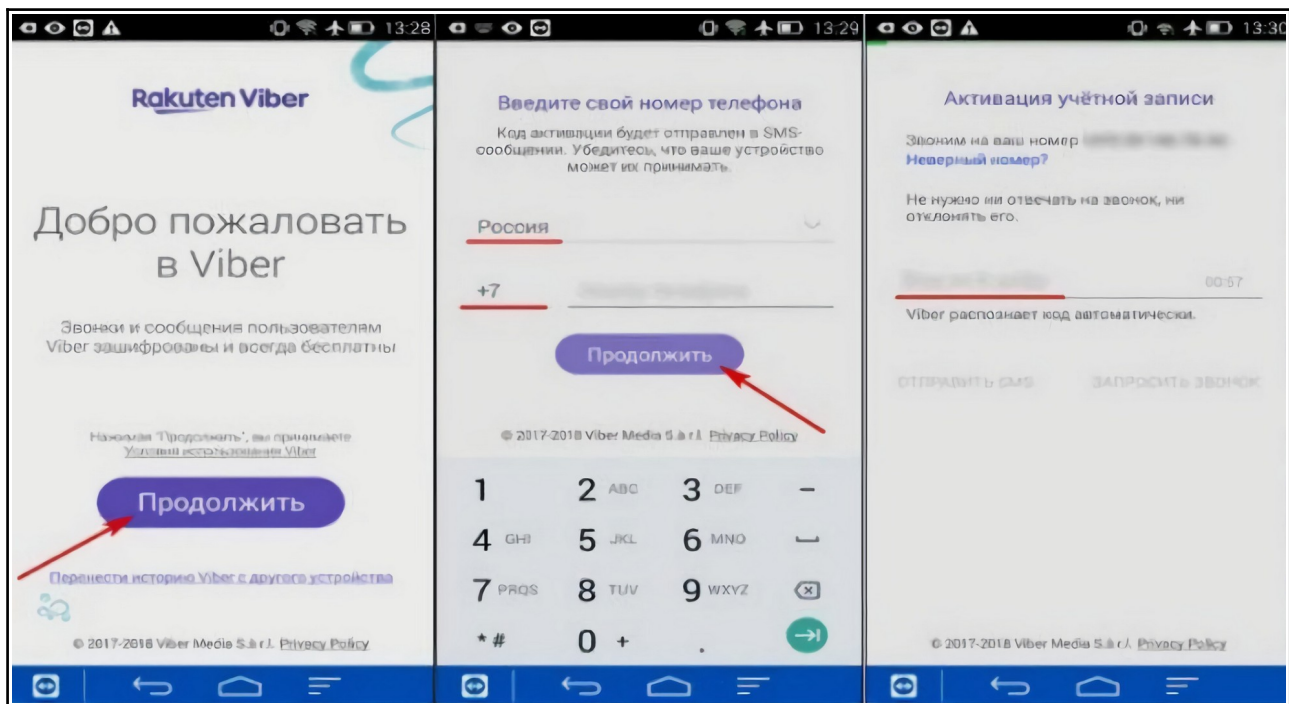 13:28
Rakuten Viber
Добро пожаловать
в Viber
Звонки и сообщения пользователям
Viber зашифрованы и всегда бесплатны
Нажимая "Продолжить", вы принимаете
Условия использования Viber
Продолжить
Перенести историю Viber с другого устройства
© 2017-2018 Viber Media S.à r.l. Privacy Policy
13:29
Введите свой номер телефона
Код активации будет отправлен в SMS-
сообщении. Убедитесь, что ваше устройство
может их принимать.
Россия
+7
Продолжить
© 2017-2018 Viber Media S.à r.l. Privacy Policy
1 2 ABC 3 DEF –
4 GHI 5 JKL 6 MNO
7 PRQS 8 TUV 9 WXYZ
* # 0 + .
13:30
Активация учётной записи
Звоним на ваш номер
Неверный номер?
Не нужно ни отвечать на звонок, ни
отклонять его.
00:57
Viber распознает код автоматически.
ОТПРАВИТЬ SMS ЗАПРОСИТЬ ЗВОНОК
© 2017-2018 Viber Media S.à r.l. Privacy Policy